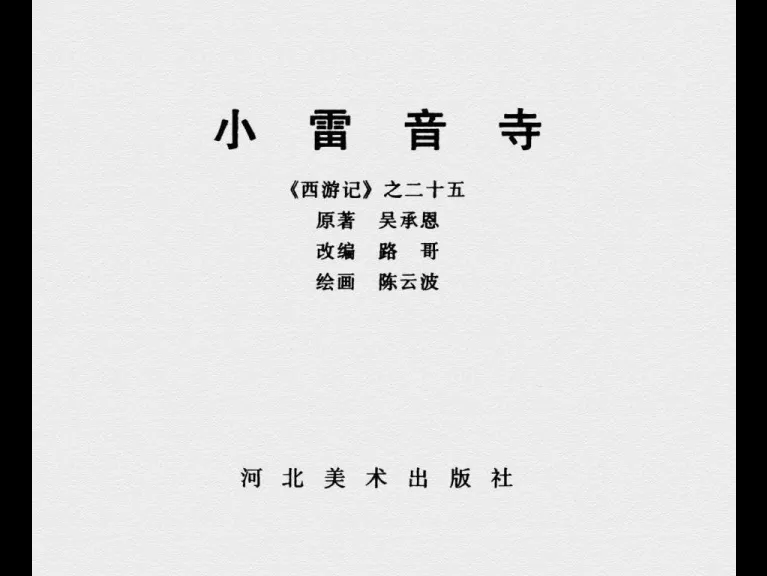 小雷音寺
《西游记》之二十五
原著 吴承恩
改编 路哥
绘画 陈云波
河北美术出版社